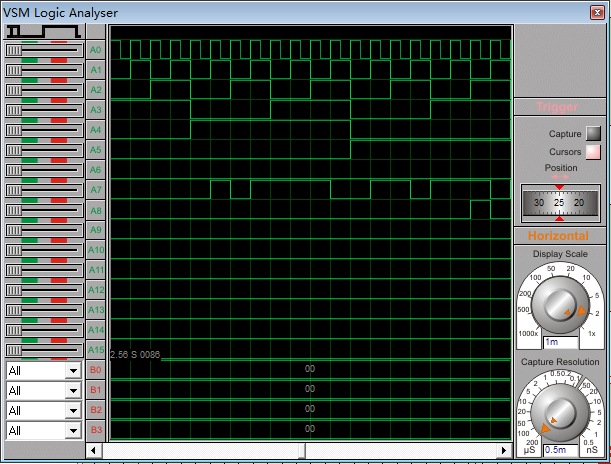 VSM Logic Analyser
A0
A1
A2
A3
A4
A5
A6
A7
A8
A9
A10
A11
A12
A13
A14
A15
2.56 S 0086
All
B0
00
All
B1
00
All
B2
00
All
B3
00
Trigger
Capture
Cursors
Position
30 25 20
Horizontal
Display Scale
50 20
100 10
200 5
500 2
1000x 1x
1m
Capture Resolution
1 0.50.2
2 100
5 50
10 20
20 10
50 5
100 2
200 1
0.5
µS 0.5m nS